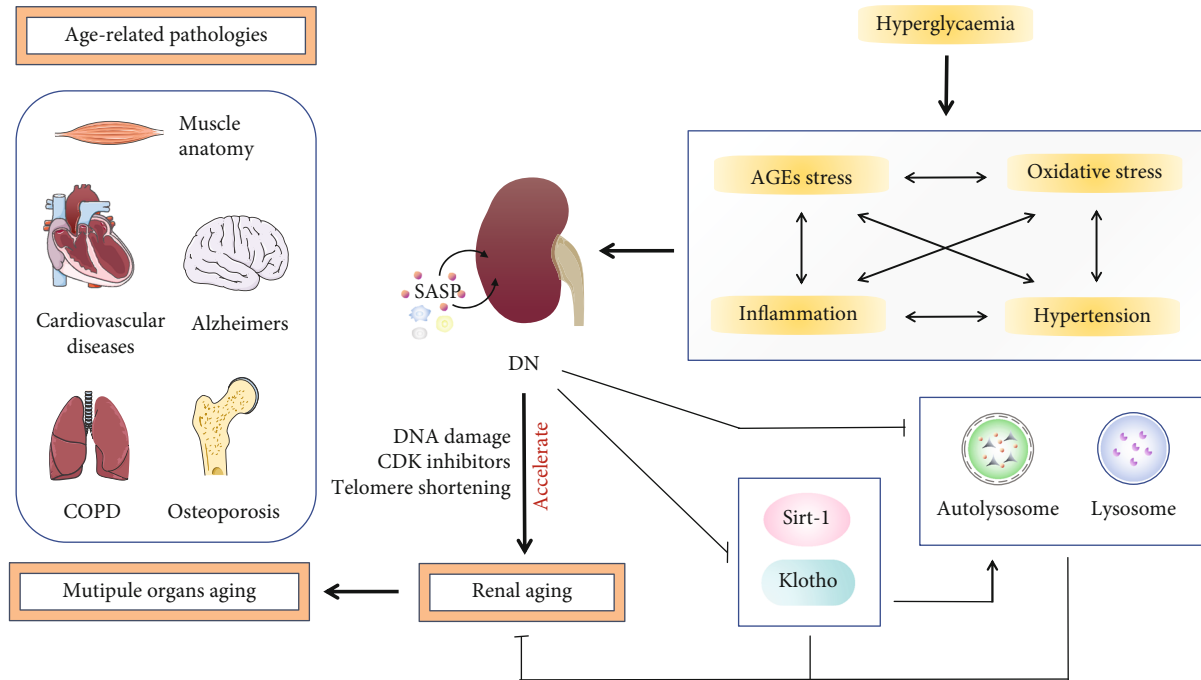 Age-related pathologies
Muscle
anatomy
Cardiovascular
diseases
Alzheimers
COPD
Osteoporosis
Mutipule organs aging
Hyperglycaemia
AGEs stress
Oxidative stress
Inflammation
Hypertension
SASP
DN
DNA damage
CDK inhibitors
Telomere shortening
Accelerate
Renal aging
Sirt-1
Klotho
Autolysosome
Lysosome